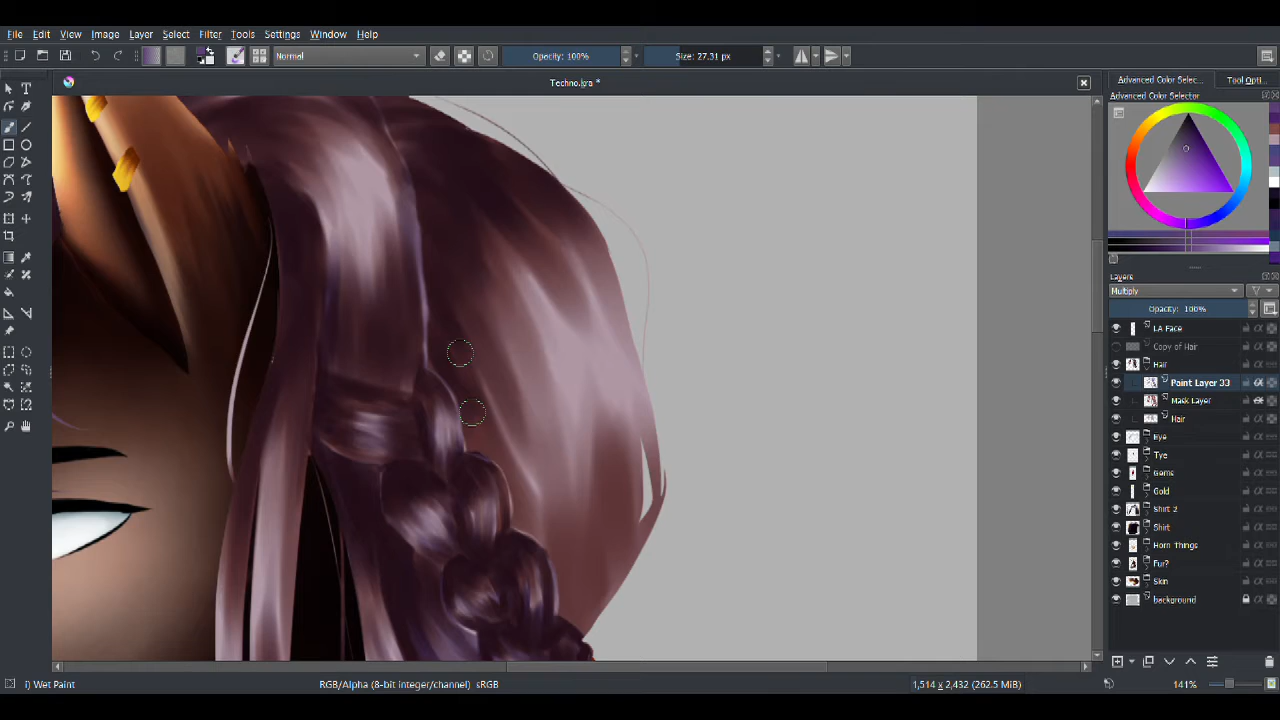 File Edit View Image Layer Select Filter Tools Settings Window Help
Normal Opacity: 100% Size: 27.31 px
Techno.kra *
Advanced Color Selec... Tool Opti...
Advanced Color Selector
Layers
Multiply
Opacity: 100%
LA Face
Copy of Hair
Hair
Paint Layer 33
Mask Layer
Hair
Eye
Tye
Gems
Gold
Shirt 2
Shirt
Horn Things
Fur?
Skin
background
i) Wet Paint RGB/Alpha (8-bit integer/channel) sRGB 1,514 x 2,432 (262.5 MiB) 141%